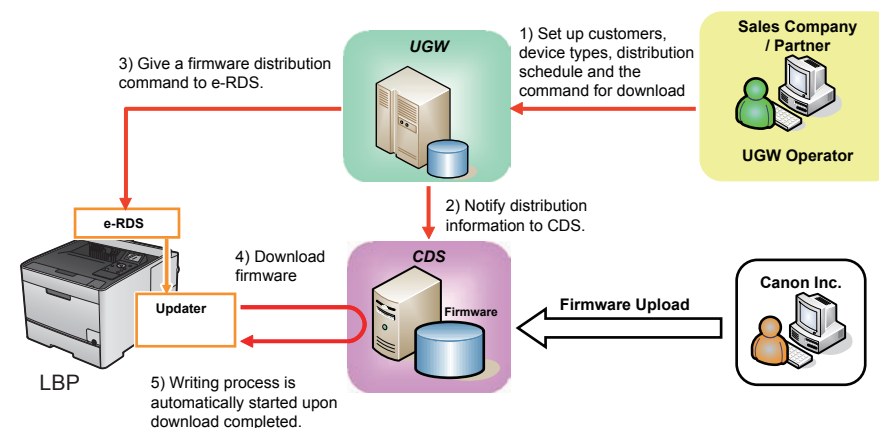 UGW
1) Set up customers,
device types, distribution
schedule and the
command for download
Sales Company
/ Partner
UGW Operator
3) Give a firmware distribution
command to e-RDS.
2) Notify distribution
information to CDS.
e-RDS
4) Download
firmware
Updater
CDS
Firmware
Firmware Upload
Canon Inc.
LBP
5) Writing process is
automatically started upon
download completed.